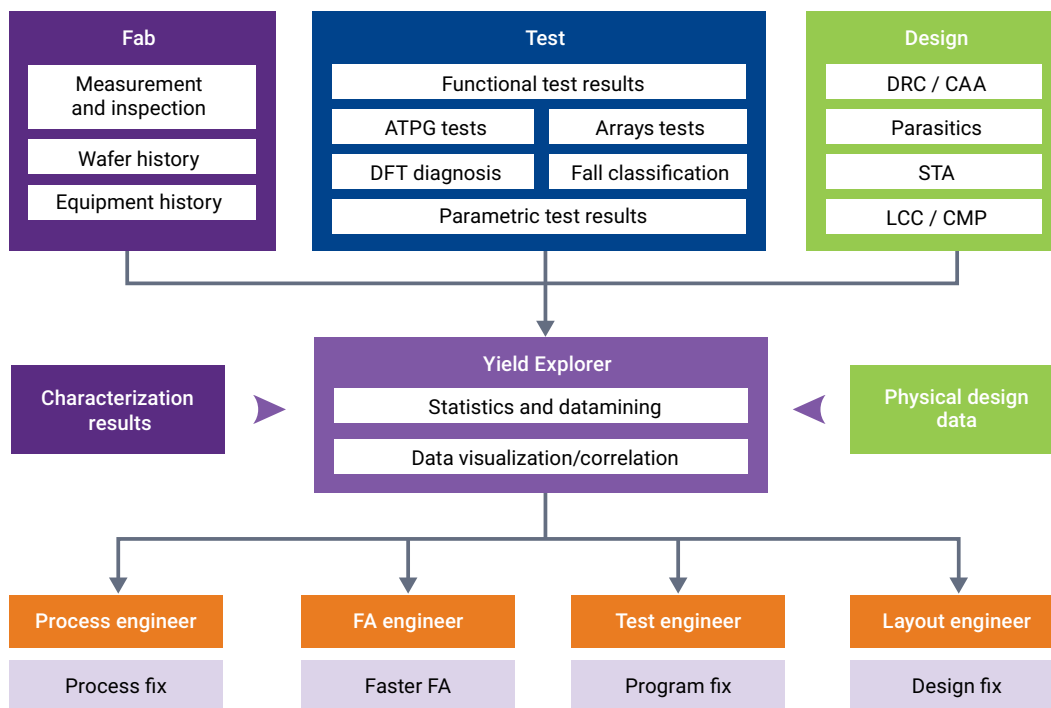 Fab
Measurement
and inspection
Wafer history
Equipment history
Test
Functional test results
ATPG tests
Arrays tests
DFT diagnosis
Fall classification
Parametric test results
Design
DRC / CAA
Parasitics
STA
LCC / CMP
Characterization
results
Yield Explorer
Statistics and datamining
Data visualization/correlation
Physical design
data
Process engineer
FA engineer
Test engineer
Layout engineer
Process fix
Faster FA
Program fix
Design fix